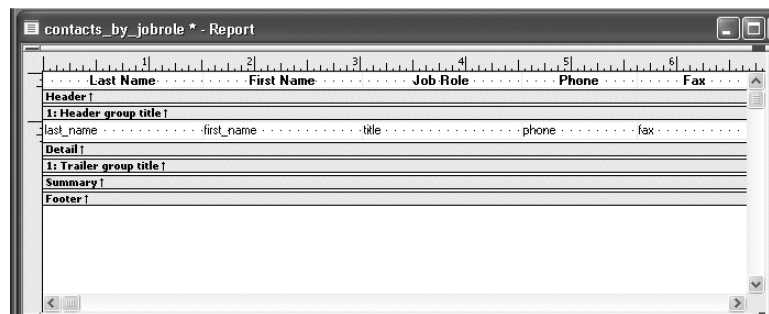 contacts_by_jobrole * - Report
1 2 3 4 5 6
Last Name First Name Job Role Phone Fax
Header ↑
1: Header group title ↑
last_name first_name title phone fax
Detail ↑
1: Trailer group title ↑
Summary ↑
Footer ↑